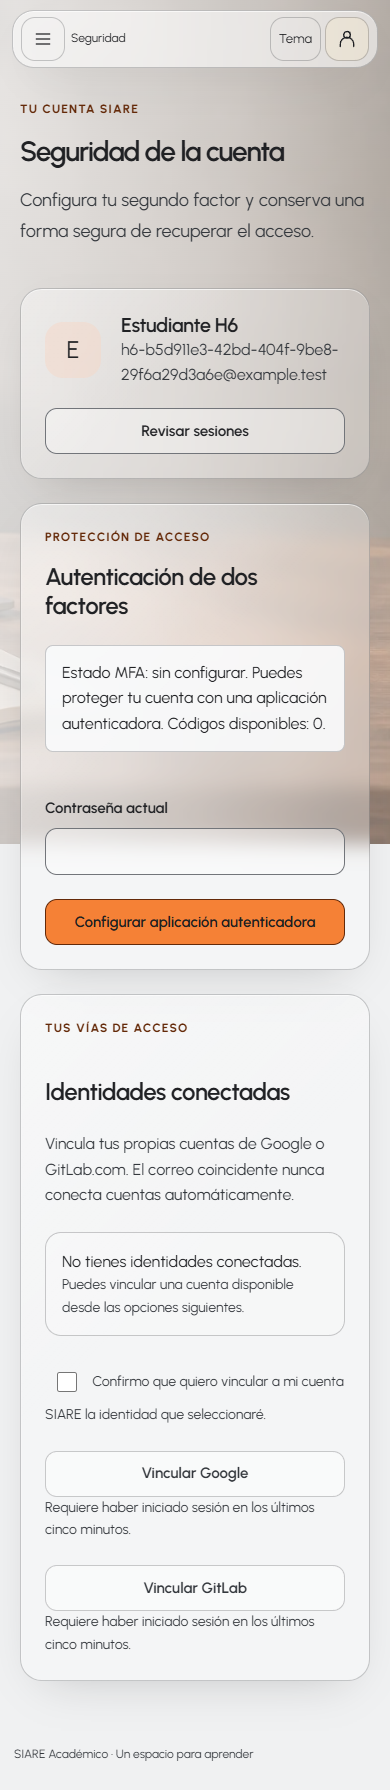 Seguridad
Tema
TU CUENTA SIARE
Seguridad de la cuenta
Configura tu segundo factor y conserva una
forma segura de recuperar el acceso.
E
Estudiante H6
h6-b5d911e3-42bd-404f-9be8-
29f6a29d3a6e@example.test
Revisar sesiones
PROTECCIÓN DE ACCESO
Autenticación de dos
factores
Estado MFA: sin configurar. Puedes
proteger tu cuenta con una aplicación
autenticadora. Códigos disponibles: 0.
Contraseña actual
Configurar aplicación autenticadora
TUS VÍAS DE ACCESO
Identidades conectadas
Vincula tus propias cuentas de Google o
GitLab.com. El correo coincidente nunca
conecta cuentas automáticamente.
No tienes identidades conectadas.
Puedes vincular una cuenta disponible
desde las opciones siguientes.
Confirmo que quiero vincular a mi cuenta
SIARE la identidad que seleccionaré.
Vincular Google
Requiere haber iniciado sesión en los últimos
cinco minutos.
Vincular GitLab
Requiere haber iniciado sesión en los últimos
cinco minutos.
SIARE Académico · Un espacio para aprender